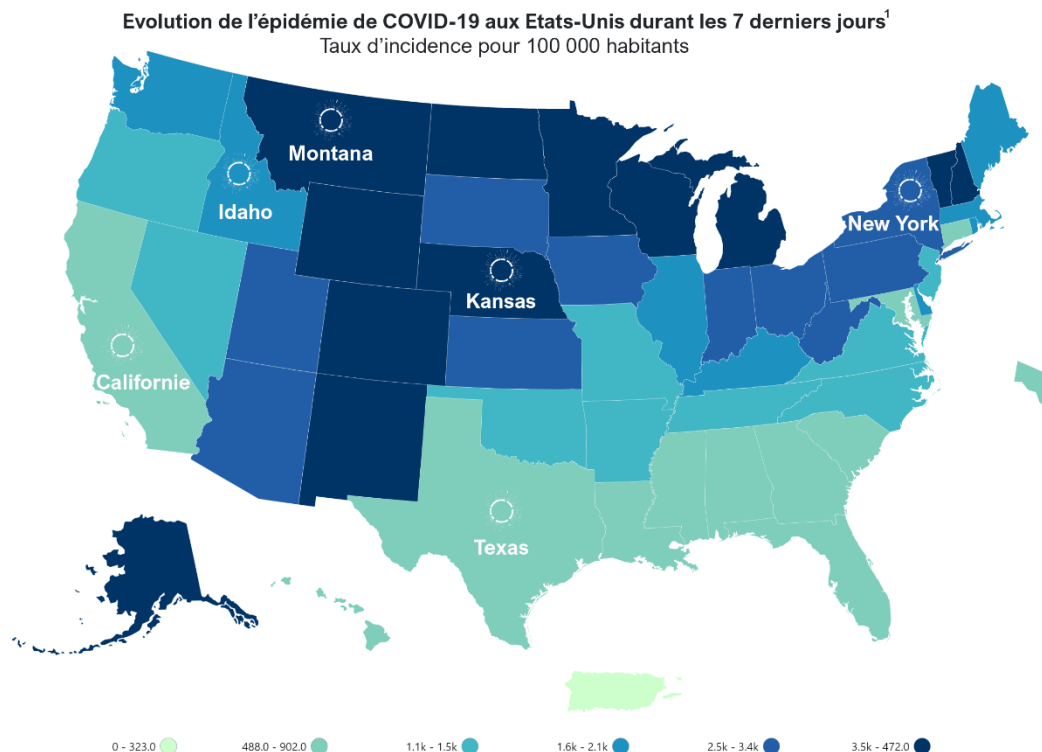 Evolution de l’épidémie de COVID-19 aux Etats-Unis durant les 7 derniers jours¹
Taux d’incidence pour 100 000 habitants
Montana
Idaho
New York
Kansas
Californie
Texas
0 - 323.0
488.0 - 902.0
1.1k - 1.5k
1.6k - 2.1k
2.5k - 3.4k
3.5k - 472.0